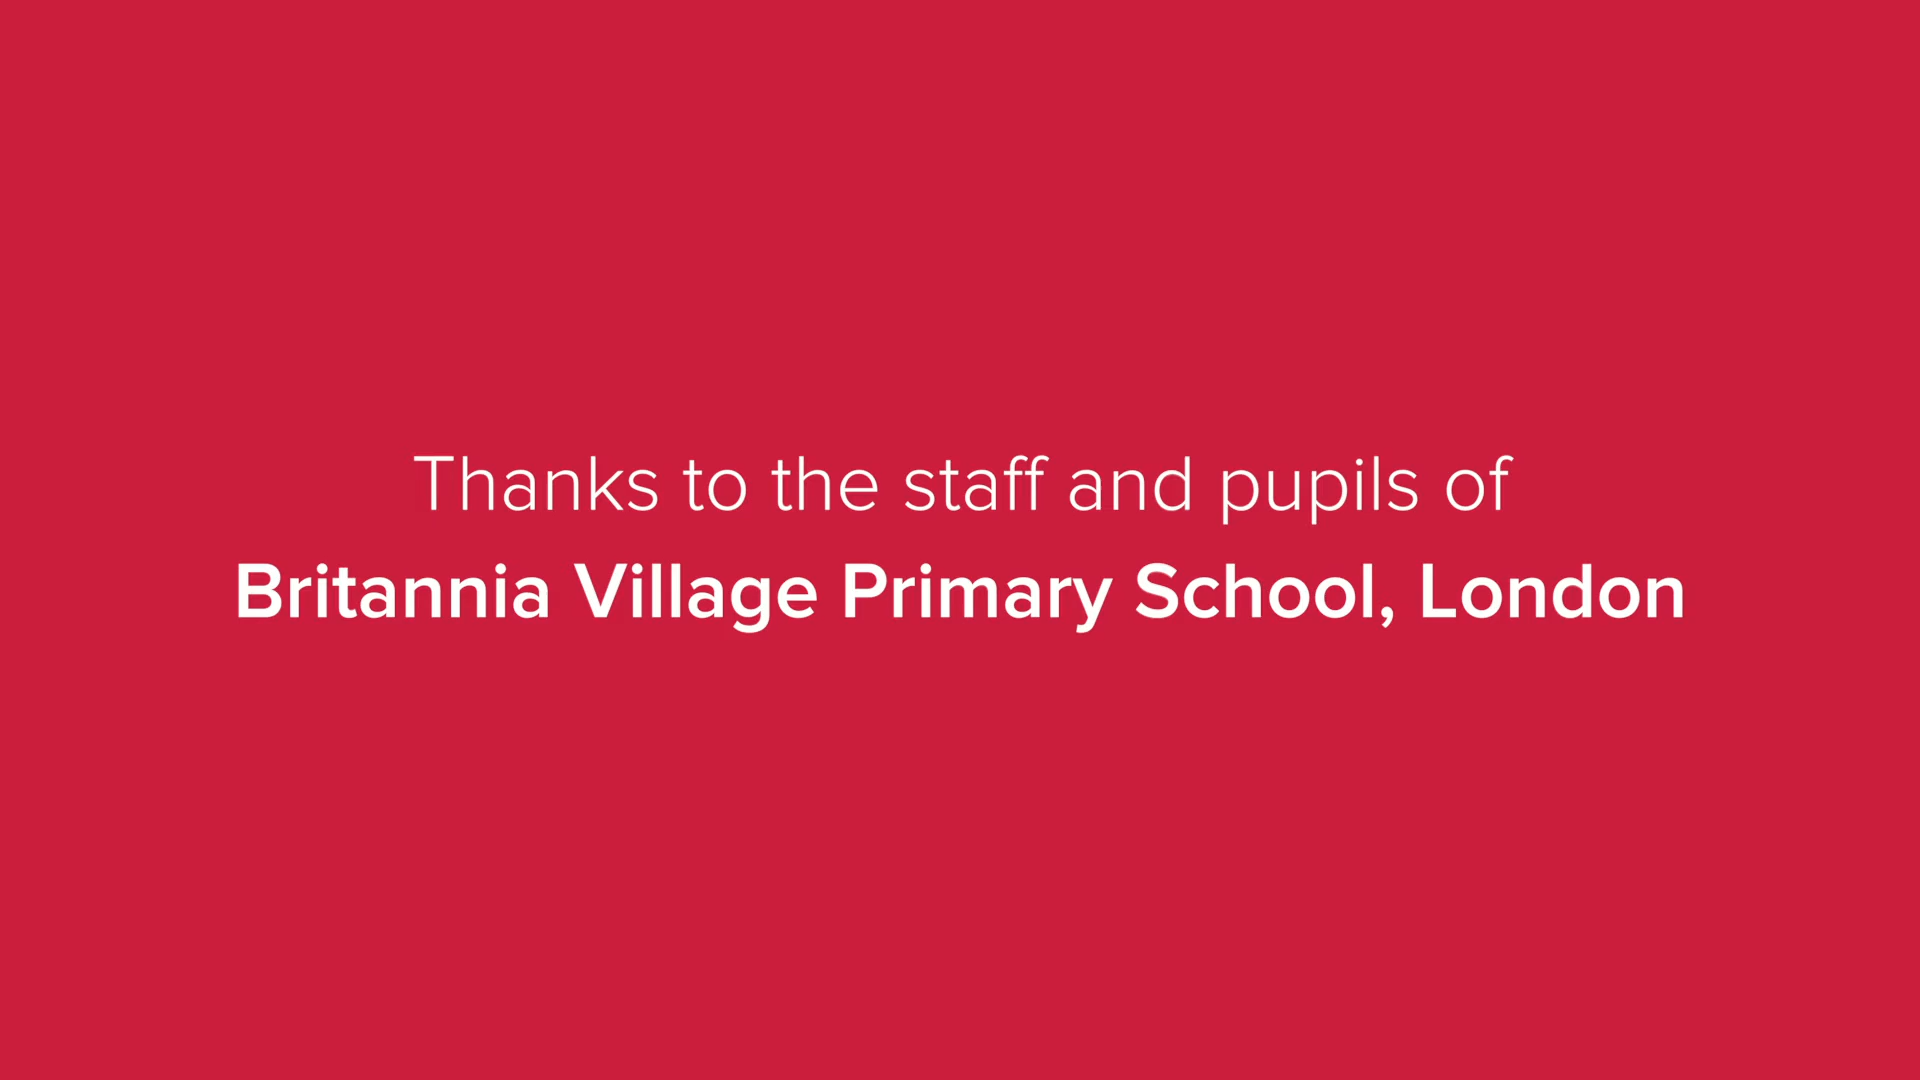 Thanks to the staff and pupils of
Britannia Village Primary School, London